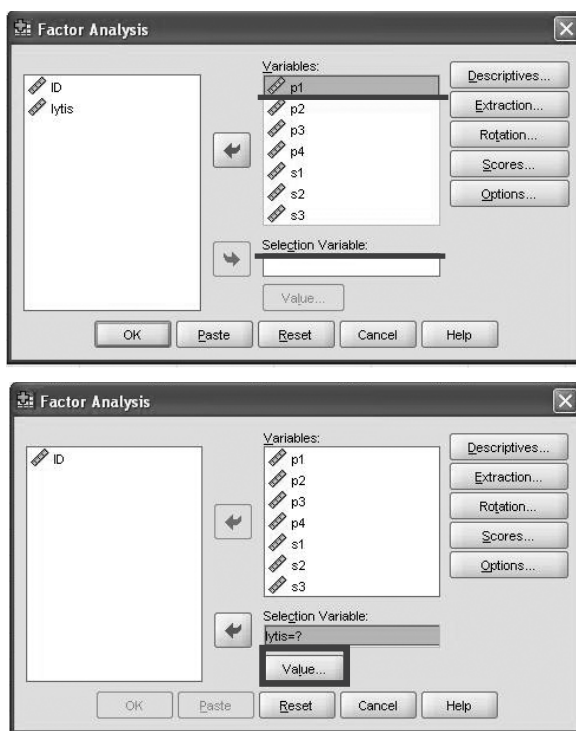 Factor Analysis
ID
lytis
Variables:
p1
p2
p3
p4
s1
s2
s3
Selection Variable:
Value...
Descriptives...
Extraction...
Rotation...
Scores...
Options...
OK Paste Reset Cancel Help
Factor Analysis
ID
Variables:
p1
p2
p3
p4
s1
s2
s3
Selection Variable:
lytis=?
Value...
Descriptives...
Extraction...
Rotation...
Scores...
Options...
OK Paste Reset Cancel Help